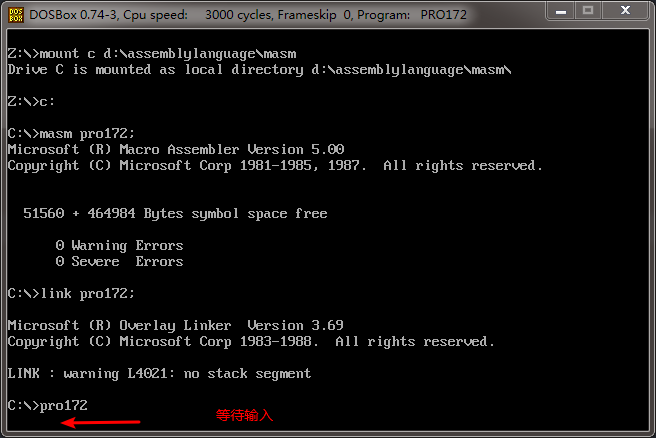 DOSBox 0.74-3, Cpu speed:    3000 cycles, Frameskip  0, Program:   PRO172
Z:\>mount c d:\assemblylanguage\masm
Drive C is mounted as local directory d:\assemblylanguage\masm\
Z:\>c:
C:\>masm pro172;
Microsoft (R) Macro Assembler Version 5.00
Copyright (C) Microsoft Corp 1981-1985, 1987.  All rights reserved.
51560 + 464984 Bytes symbol space free
0 Warning Errors
0 Severe  Errors
C:\>link pro172;
Microsoft (R) Overlay Linker  Version 3.69
Copyright (C) Microsoft Corp 1983-1988.  All rights reserved.
LINK : warning L4021: no stack segment
C:\>pro172
等待输入